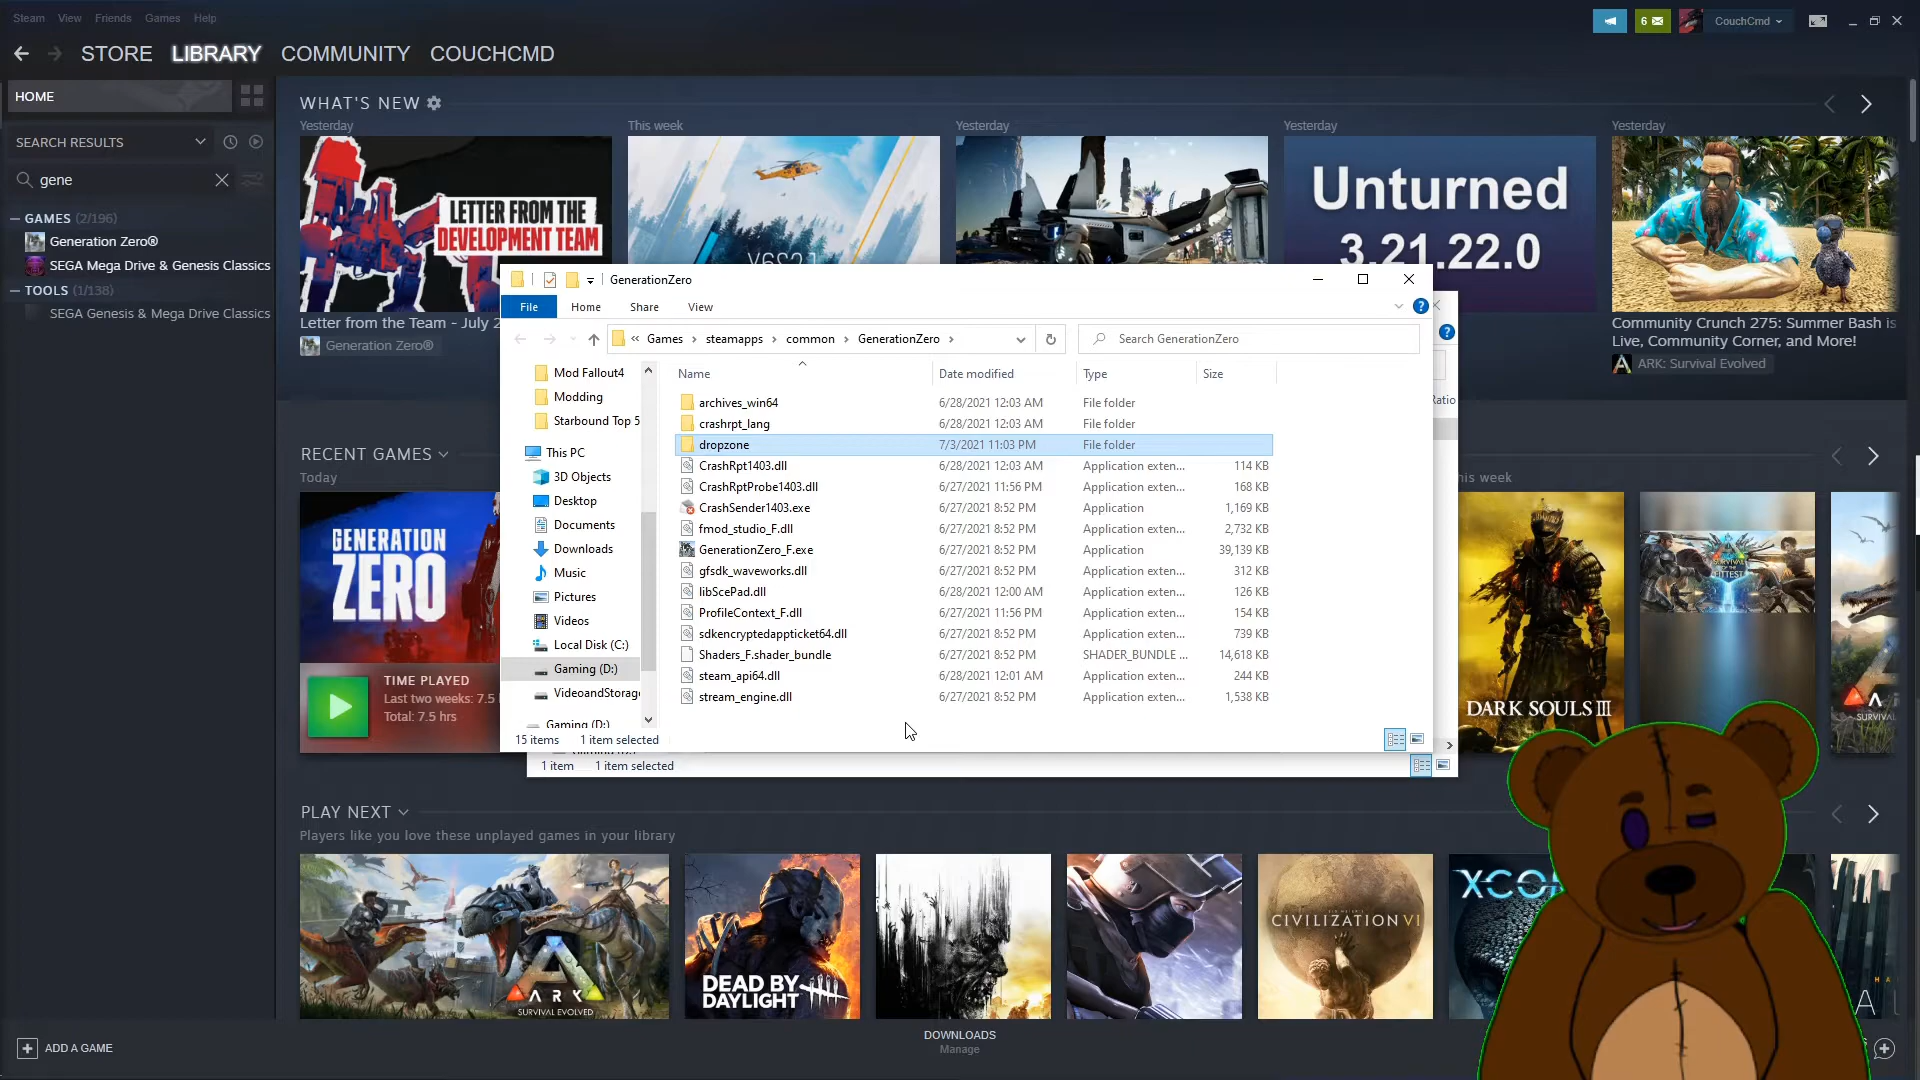 Steam View Friends Games Help
6
CouchCmd
STORE LIBRARY COMMUNITY COUCHCMD
HOME
SEARCH RESULTS
gene
GAMES (2/196)
Generation Zero®
SEGA Mega Drive & Genesis Classics
TOOLS (1/138)
SEGA Genesis & Mega Drive Classics
ADD A GAME
WHAT'S NEW
Yesterday
This week
Yesterday
Yesterday
Yesterday
LETTER FROM THE
DEVELOPMENT TEAM
Y6S2.1
Unturned
3.21.22.0
Letter from the Team - July 2
Generation Zero®
Community Crunch 275: Summer Bash is
Live, Community Corner, and More!
ARK: Survival Evolved
GenerationZero
File Home Share View
Games steamapps common GenerationZero
Search GenerationZero
Mod Fallout4
Modding
Starbound Top 5
This PC
3D Objects
Desktop
Documents
Downloads
Music
Pictures
Videos
Local Disk (C:)
Gaming (D:)
VideoandStorage
Gaming (D:)
Name Date modified Type Size
archives_win64 6/28/2021 12:03 AM File folder
crashrpt_lang 6/28/2021 12:03 AM File folder
dropzone 7/3/2021 11:03 PM File folder
CrashRpt1403.dll 6/28/2021 12:03 AM Application exten... 114 KB
CrashRptProbe1403.dll 6/27/2021 11:56 PM Application exten... 168 KB
CrashSender1403.exe 6/27/2021 8:52 PM Application 1,169 KB
fmod_studio_F.dll 6/27/2021 8:52 PM Application exten... 2,732 KB
GenerationZero_F.exe 6/27/2021 8:52 PM Application 39,139 KB
gfsdk_waveworks.dll 6/27/2021 8:52 PM Application exten... 312 KB
libScePad.dll 6/28/2021 12:00 AM Application exten... 126 KB
ProfileContext_F.dll 6/27/2021 11:56 PM Application exten... 154 KB
sdkencryptedappticket64.dll 6/27/2021 8:52 PM Application exten... 739 KB
Shaders_F.shader_bundle 6/27/2021 8:52 PM SHADER_BUNDLE ... 14,618 KB
steam_api64.dll 6/28/2021 12:01 AM Application exten... 244 KB
stream_engine.dll 6/27/2021 8:52 PM Application exten... 1,538 KB
15 items 1 item selected
1 item 1 item selected
Ratio
RECENT GAMES
Today
his week
GENERATION
ZERO
TIME PLAYED
Last two weeks: 7.5
Total: 7.5 hrs
DARK SOULS III
SURVIVAL
OF THE
FITTEST
SURVIVAL
PLAY NEXT
Players like you love these unplayed games in your library
ARK
SURVIVAL EVOLVED
DEAD BY
DAYLIGHT
CIVILIZATION VI
XCO
DOWNLOADS
Manage